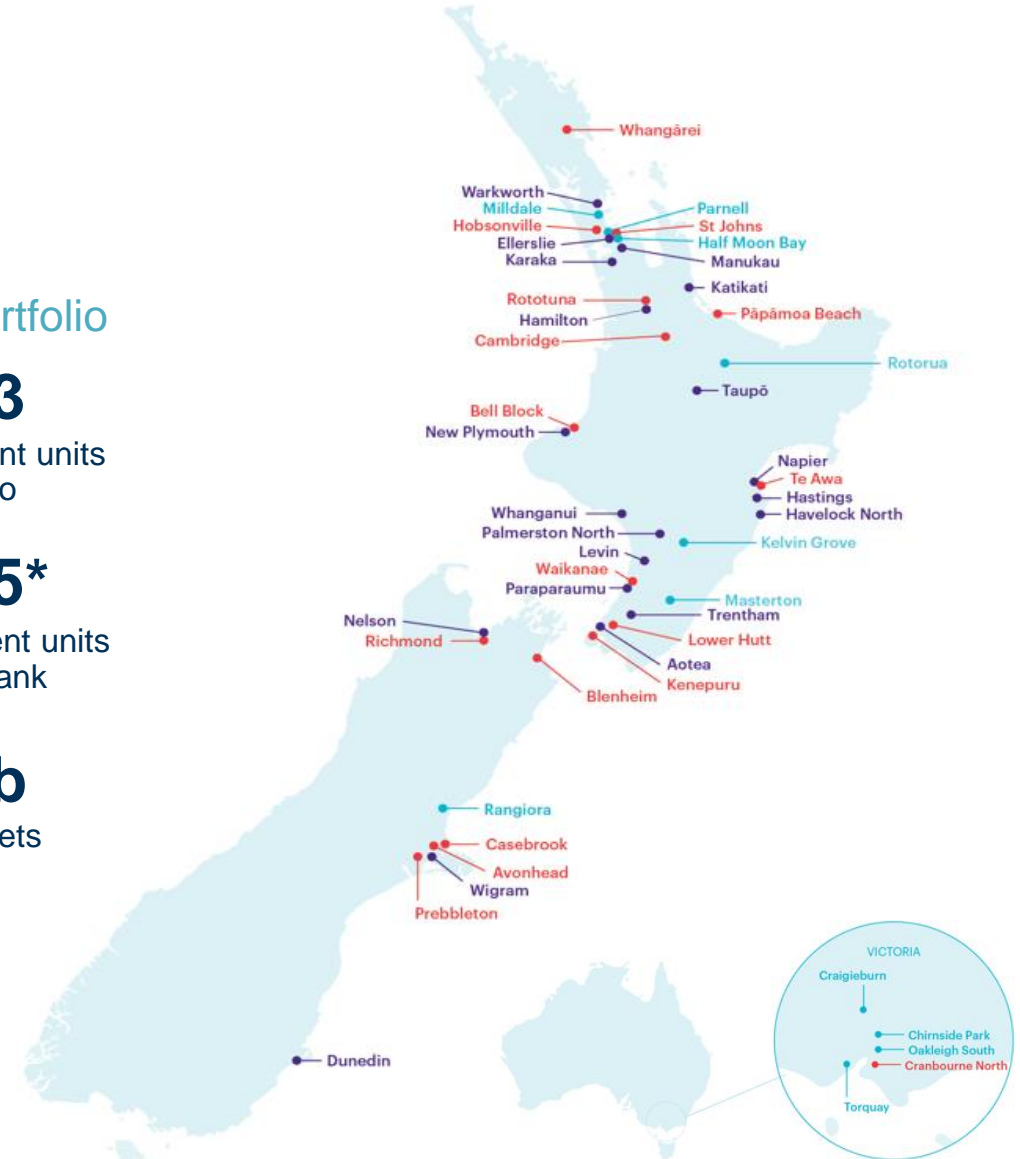 rtfolio
3
nt units
o
5*
ent units
ank
b
ets
Whangārei
Warkworth
Milldale
Hobsonville
Ellerslie
Karaka
Parnell
St Johns
Half Moon Bay
Manukau
Katikati
Rototuna
Hamilton
Cambridge
Pāpāmoa Beach
Rotorua
Taupō
Bell Block
New Plymouth
Napier
Te Awa
Hastings
Havelock North
Whanganui
Palmerston North
Levin
Waikanae
Paraparaumu
Kelvin Grove
Masterton
Trentham
Lower Hutt
Aotea
Kenepuru
Nelson
Richmond
Blenheim
Rangiora
Casebrook
Avonhead
Wigram
Prebbleton
Dunedin
VICTORIA
Craigieburn
Chirnside Park
Oakleigh South
Cranbourne North
Torquay